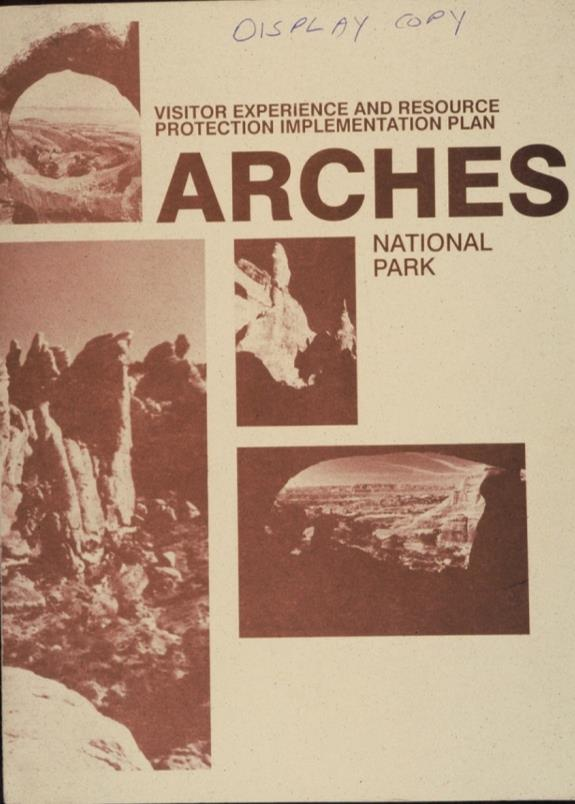 DISPLAY COPY
VISITOR EXPERIENCE AND RESOURCE
PROTECTION IMPLEMENTATION PLAN
ARCHES
NATIONAL
PARK